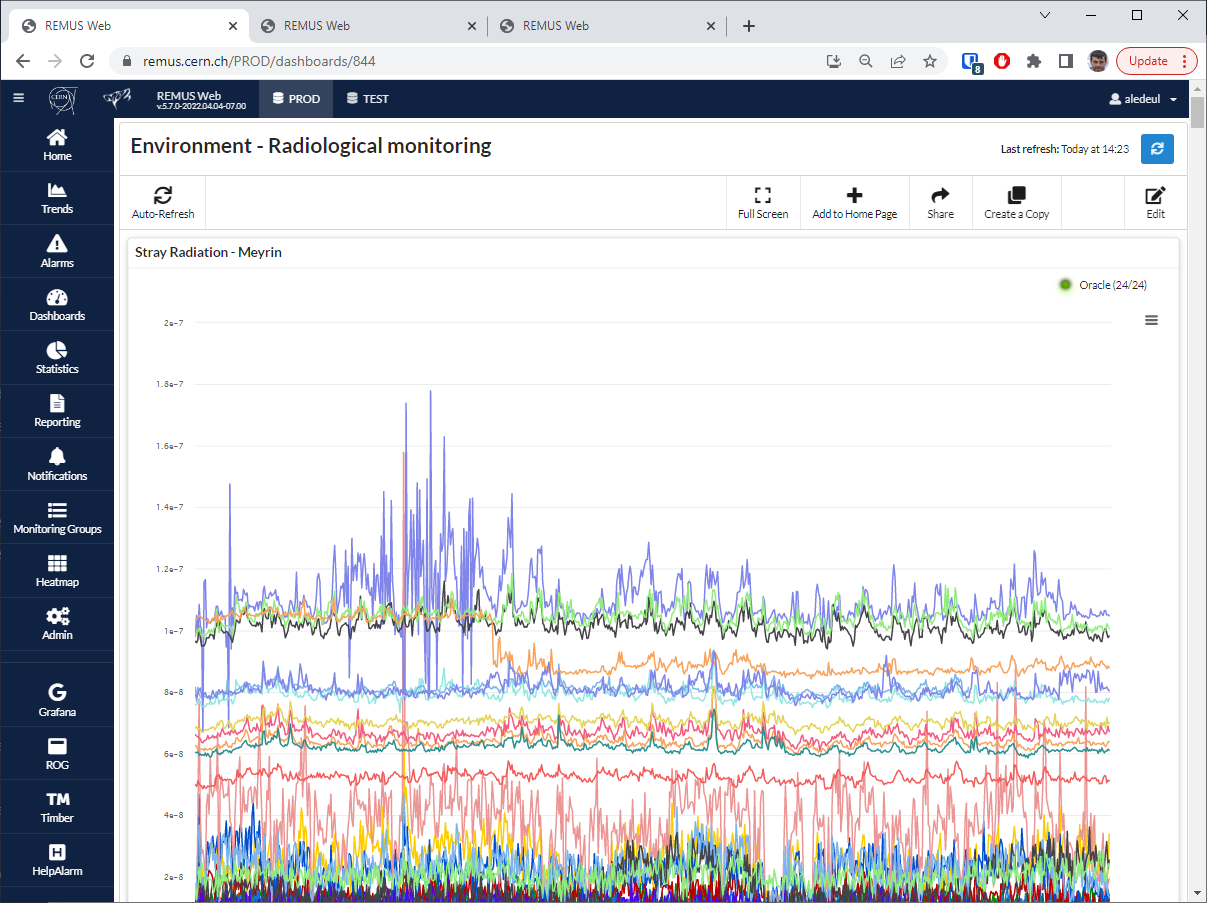 REMUS Web
REMUS Web
REMUS Web
remus.cern.ch/PROD/dashboards/844
8
Update
CERN
REMUS Web
v.5.7.0-2022.04.04-07.00
PROD
TEST
aledeul
Home
Trends
Alarms
Dashboards
Statistics
Reporting
Notifications
Monitoring Groups
Heatmap
Admin
G
Grafana
ROG
TM
Timber
H
HelpAlarm
Environment - Radiological monitoring
Last refresh: Today at 14:23
Auto-Refresh
Full Screen
Add to Home Page
Share
Create a Copy
Edit
Stray Radiation - Meyrin
Oracle (24/24)
2e-7
1.8e-7
1.6e-7
1.4e-7
1.2e-7
1e-7
8e-8
6e-8
4e-8
2e-8